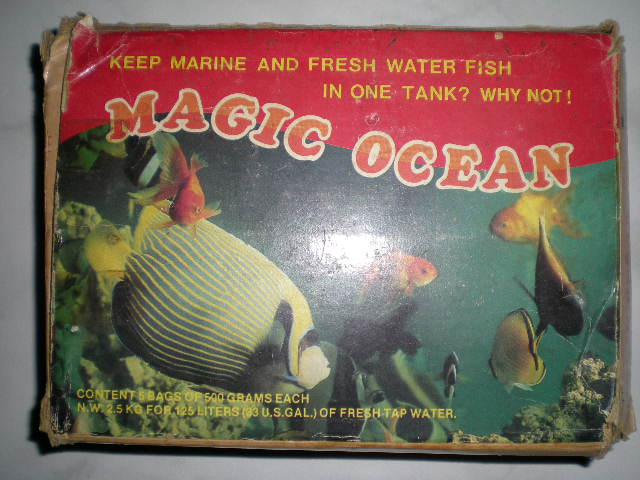 KEEP MARINE AND FRESH WATER FISH
IN ONE TANK? WHY NOT!
MAGIC OCEAN
CONTENT 5 BAGS OF 500 GRAMS EACH
N.W. 2.5 KG FOR 125 LITERS (33 U.S.GAL.) OF FRESH TAP WATER.